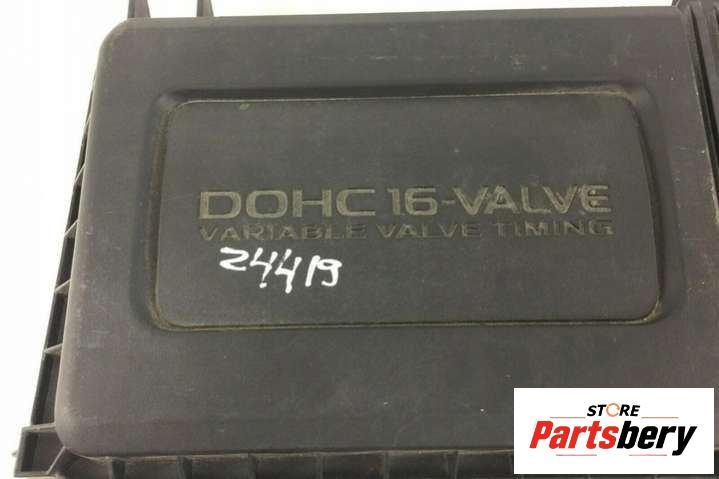 DOHC 16-VALVE
VARIABLE VALVE TIMING
24419
STORE
Partsbery